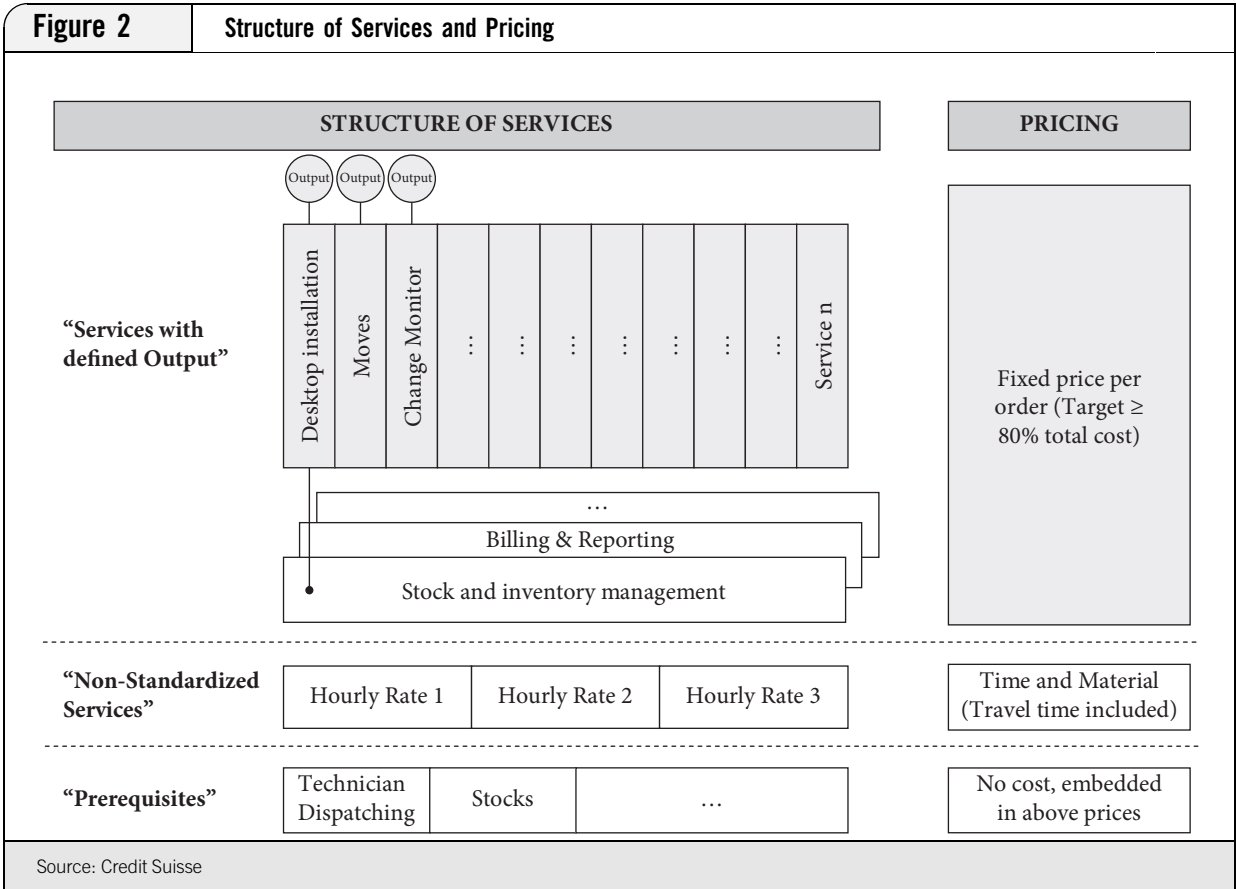 Figure 2
Structure of Services and Pricing
STRUCTURE OF SERVICES
PRICING
Output
Output
Output
“Services with
defined Output”
Desktop installation
Moves
Change Monitor
…
…
…
…
…
…
…
Service n
Fixed price per
order (Target ≥
80% total cost)
…
Billing & Reporting
Stock and inventory management
“Non-Standardized
Services”
Hourly Rate 1
Hourly Rate 2
Hourly Rate 3
Time and Material
(Travel time included)
“Prerequisites”
Technician
Dispatching
Stocks
…
No cost, embedded
in above prices
Source: Credit Suisse